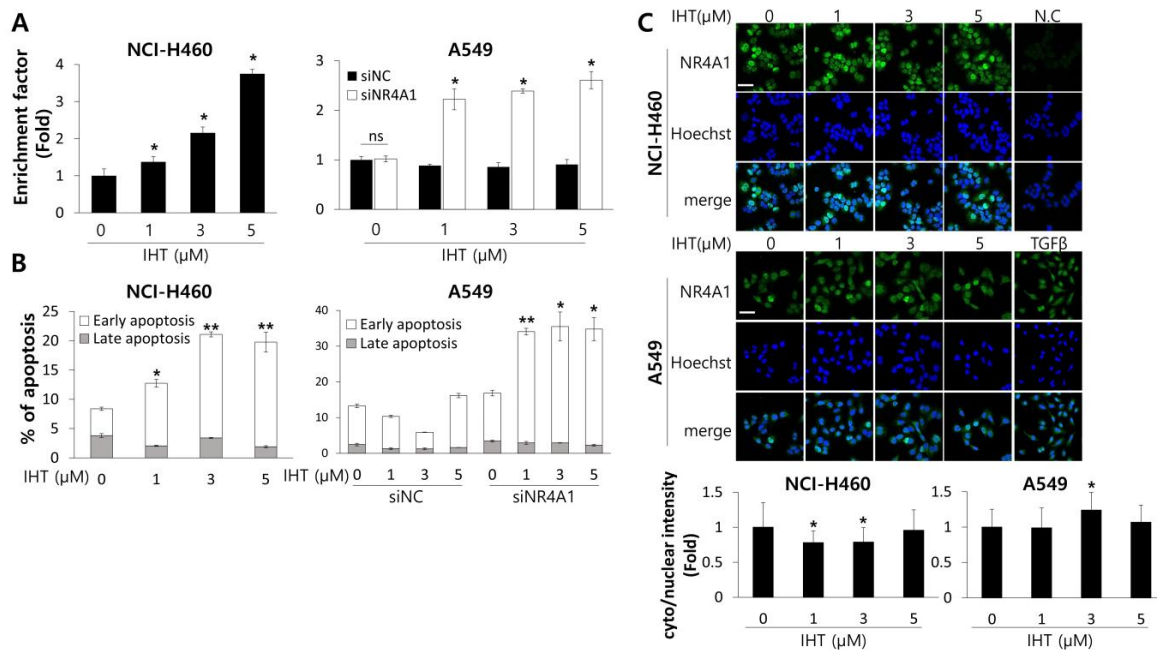 A
NCI-H460
Enrichment factor
(Fold)
4
3
2
1
0
*
*
*
0 1 3 5
IHT (μM)
A549
3
2
1
0
siNC
siNR4A1
ns
*
*
*
0 1 3 5
IHT (μM)
B
NCI-H460
% of apoptosis
25
20
15
10
5
0
Early apoptosis
Late apoptosis
*
**
**
IHT (μM) 0 1 3 5
A549
40
30
20
10
0
Early apoptosis
Late apoptosis
**
*
*
IHT (μM) 0 1 3 5 0 1 3 5
siNC siNR4A1
C
IHT(μM) 0 1 3 5 N.C
NCI-H460
NR4A1
Hoechst
merge
IHT(μM) 0 1 3 5 TGFβ
A549
NR4A1
Hoechst
merge
NCI-H460
cyto/nuclear intensity
(Fold)
1.5
1
0.5
0
*
*
0 1 3 5
IHT (μM)
A549
1.5
1
0.5
0
*
0 1 3 5
IHT (μM)